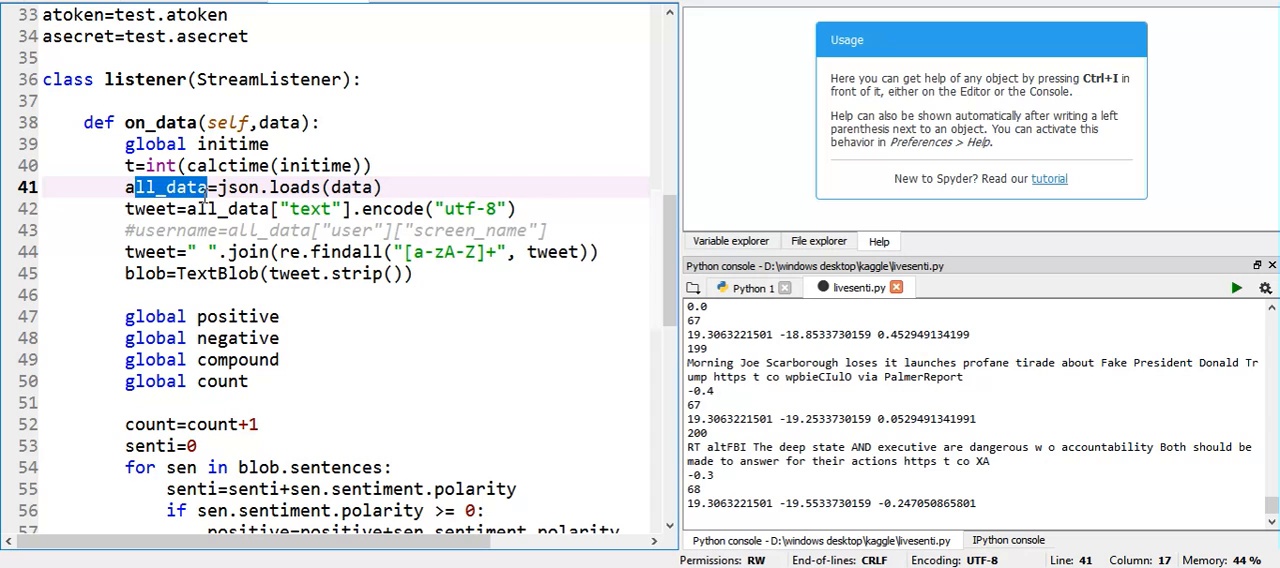 33 atoken=test.atoken
34 asecret=test.asecret
35
36 class listener(StreamListener):
37
38 def on_data(self,data):
39 global initime
40 t=int(calctime(initime))
41 all_data=json.loads(data)
42 tweet=all_data["text"].encode("utf-8")
43 #username=all_data["user"]["screen_name"]
44 tweet=" ".join(re.findall("[a-zA-Z]+", tweet))
45 blob=TextBlob(tweet.strip())
46
47 global positive
48 global negative
49 global compound
50 global count
51
52 count=count+1
53 senti=0
54 for sen in blob.sentences:
55 senti=senti+sen.sentiment.polarity
56 if sen.sentiment.polarity >= 0:
57 positive=positive+sen.sentiment.polarity
Usage
Here you can get help of any object by pressing Ctrl+I in
front of it, either on the Editor or the Console.
Help can also be shown automatically after writing a left
parenthesis next to an object. You can activate this
behavior in Preferences > Help.
New to Spyder? Read our tutorial
Variable explorer File explorer Help
Python console - D:\windows desktop\kaggle\livesenti.py
Python 1 livesenti.py
0.0
67
19.3063221501 -18.8533730159 0.452949134199
199
Morning Joe Scarborough loses it launches profane tirade about Fake President Donald Tr
ump https t co wpbieCIulO via PalmerReport
-0.4
67
19.3063221501 -19.2533730159 0.0529491341991
200
RT altFBI The deep state AND executive are dangerous w o accountability Both should be
made to answer for their actions https t co XA
-0.3
68
19.3063221501 -19.5533730159 -0.247050865801
Python console - D:\windows desktop\kaggle\livesenti.py IPython console
Permissions: RW End-of-lines: CRLF Encoding: UTF-8 Line: 41 Column: 17 Memory: 44 %